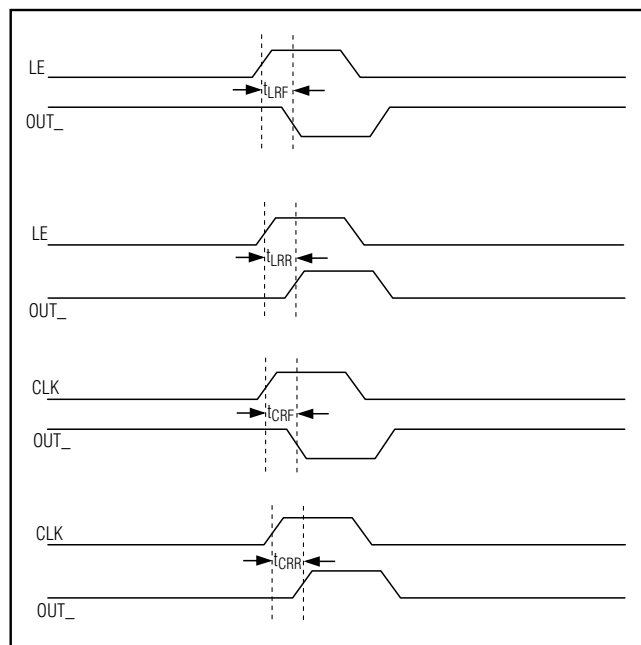 LE
tLRF
OUT_
LE
tLRR
OUT_
CLK
tCRF
OUT_
CLK
tCRR
OUT_